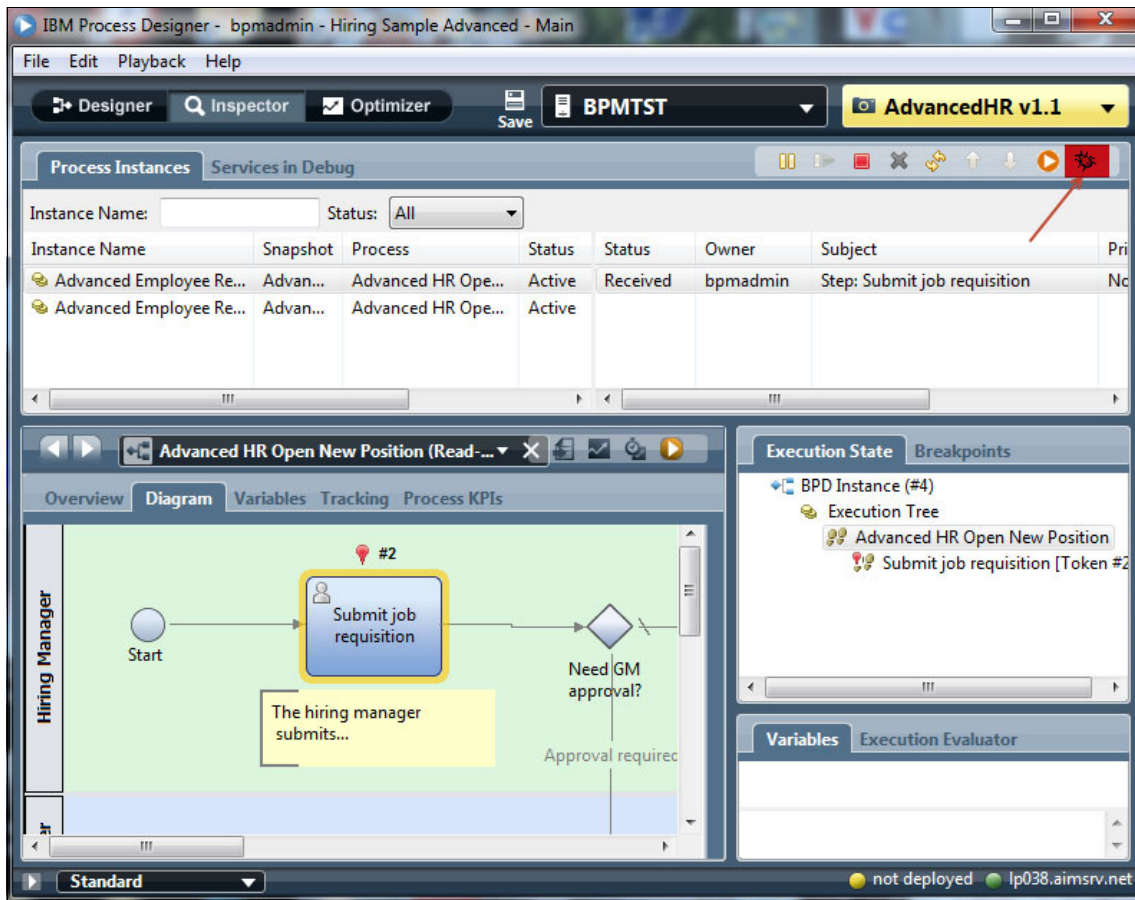 IBM Process Designer - bpmadmin - Hiring Sample Advanced - Main
File Edit Playback Help
Designer Inspector Optimizer Save BPMTST AdvancedHR v1.1
Process Instances Services in Debug
Instance Name: Status: All
Instance Name Snapshot Process Status Status Owner Subject Pri
Advanced Employee Re... Advan... Advanced HR Ope... Active Received bpmadmin Step: Submit job requisition No
Advanced Employee Re... Advan... Advanced HR Ope... Active
Advanced HR Open New Position (Read-...
Overview Diagram Variables Tracking Process KPIs
Hiring Manager
#2
Start
Submit job
requisition
Need GM
approval?
The hiring manager
submits...
Approval required
Execution State Breakpoints
BPD Instance (#4)
Execution Tree
Advanced HR Open New Position
Submit job requisition [Token #2
Variables Execution Evaluator
Standard not deployed lp038.aimsrv.net